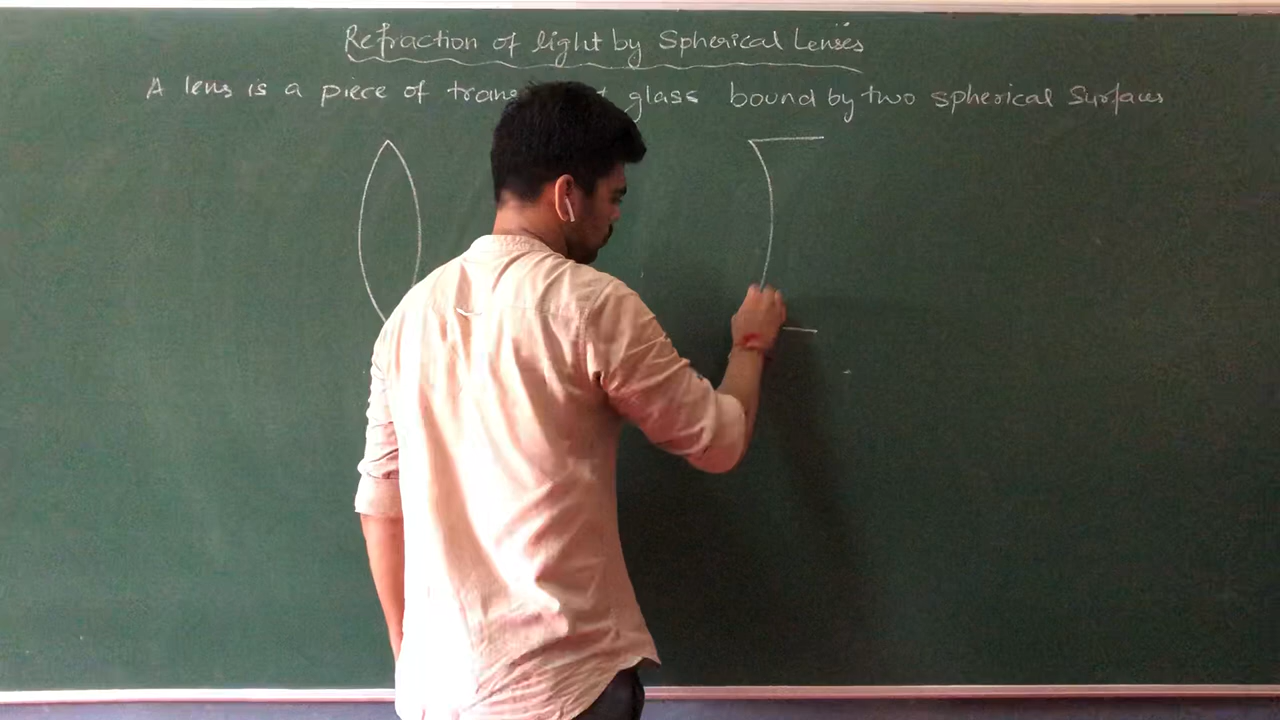 Refraction of light by Spherical Lenses
A lens is a piece of glass bound by two spherical Surfaces